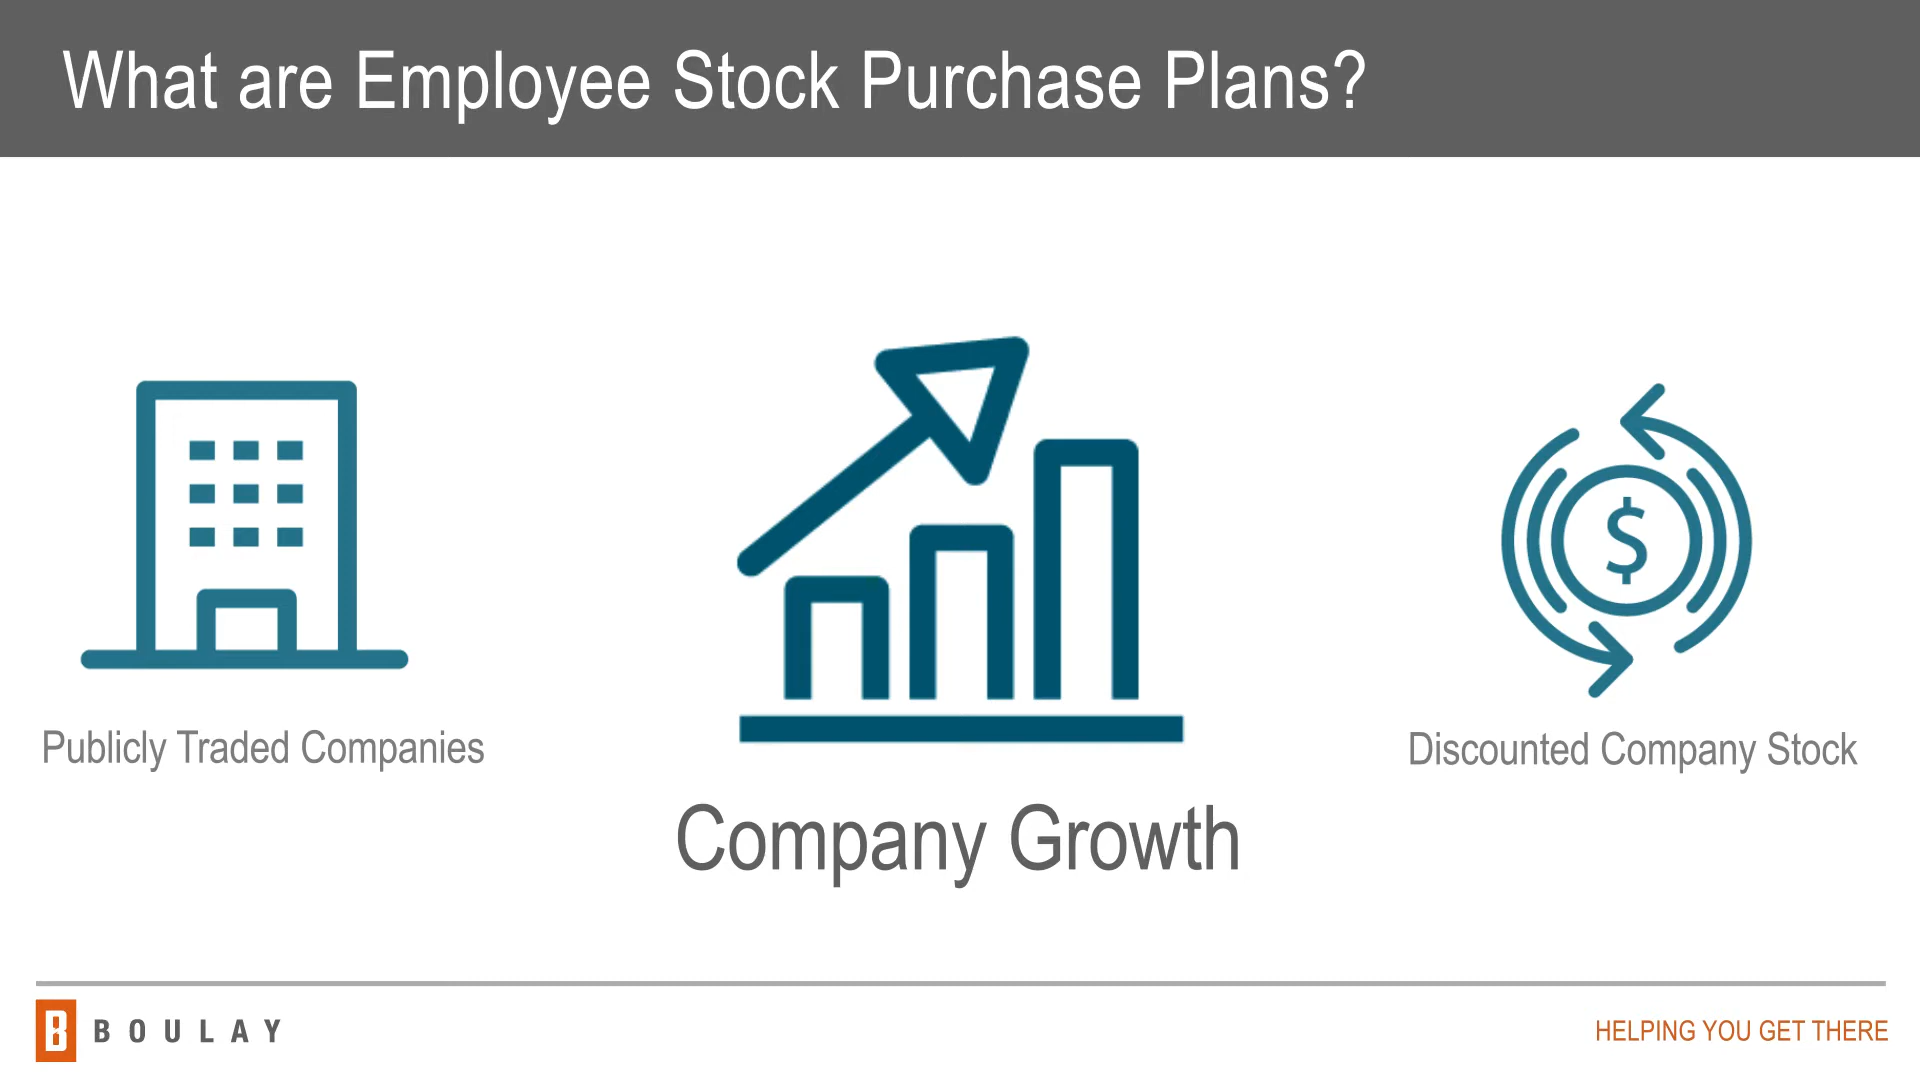 What are Employee Stock Purchase Plans?
$
Publicly Traded Companies
Discounted Company Stock
Company Growth
B BOULAY
HELPING YOU GET THERE